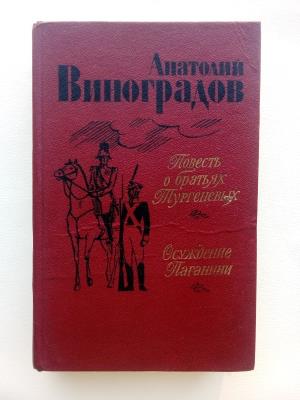 Анатолий
Виноградов
Повесть
о братьях
Тургеневых
Осуждение
Паганини